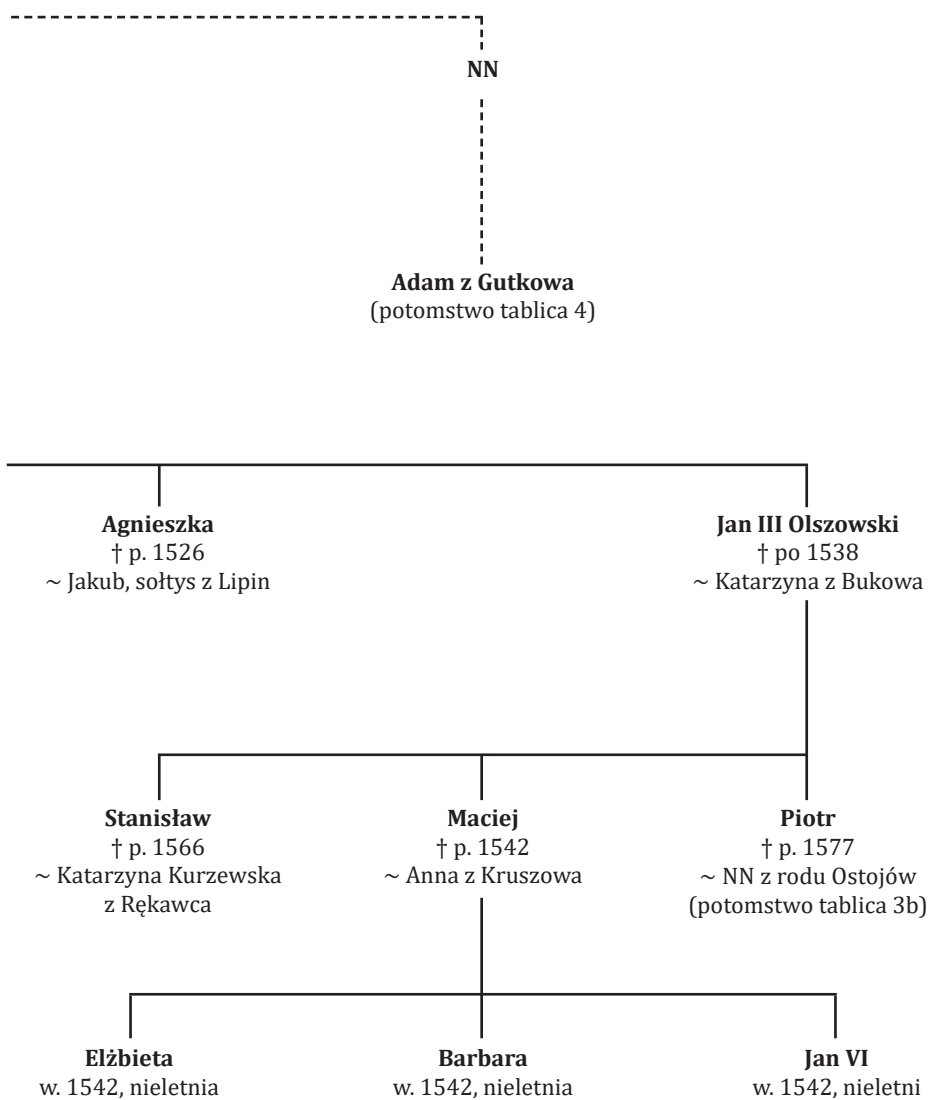 NN
Adam z Gutkowa
(potomstwo tablica 4)
Agnieszka
† p. 1526
~ Jakub, sołtys z Lipin
Jan III Olszowski
† po 1538
~ Katarzyna z Bukowa
Stanisław
† p. 1566
~ Katarzyna Kurzewska
z Rękawca
Maciej
† p. 1542
~ Anna z Kruszowa
Piotr
† p. 1577
~ NN z rodu Ostojów
(potomstwo tablica 3b)
Elżbieta
w. 1542, nieletnia
Barbara
w. 1542, nieletnia
Jan VI
w. 1542, nieletni